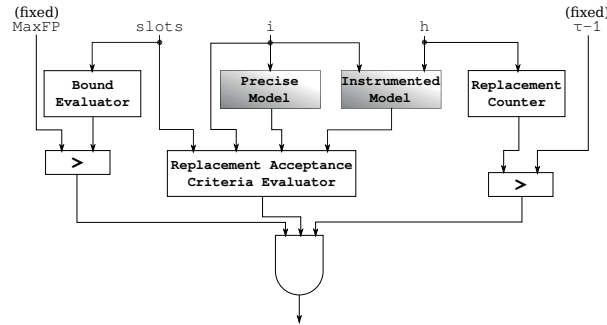 (fixed)
MaxFP
slots
i
h
(fixed)
τ-1
Bound
Evaluator
Precise
Model
Instrumented
Model
Replacement
Counter
>
Replacement Acceptance
Criteria Evaluator
>